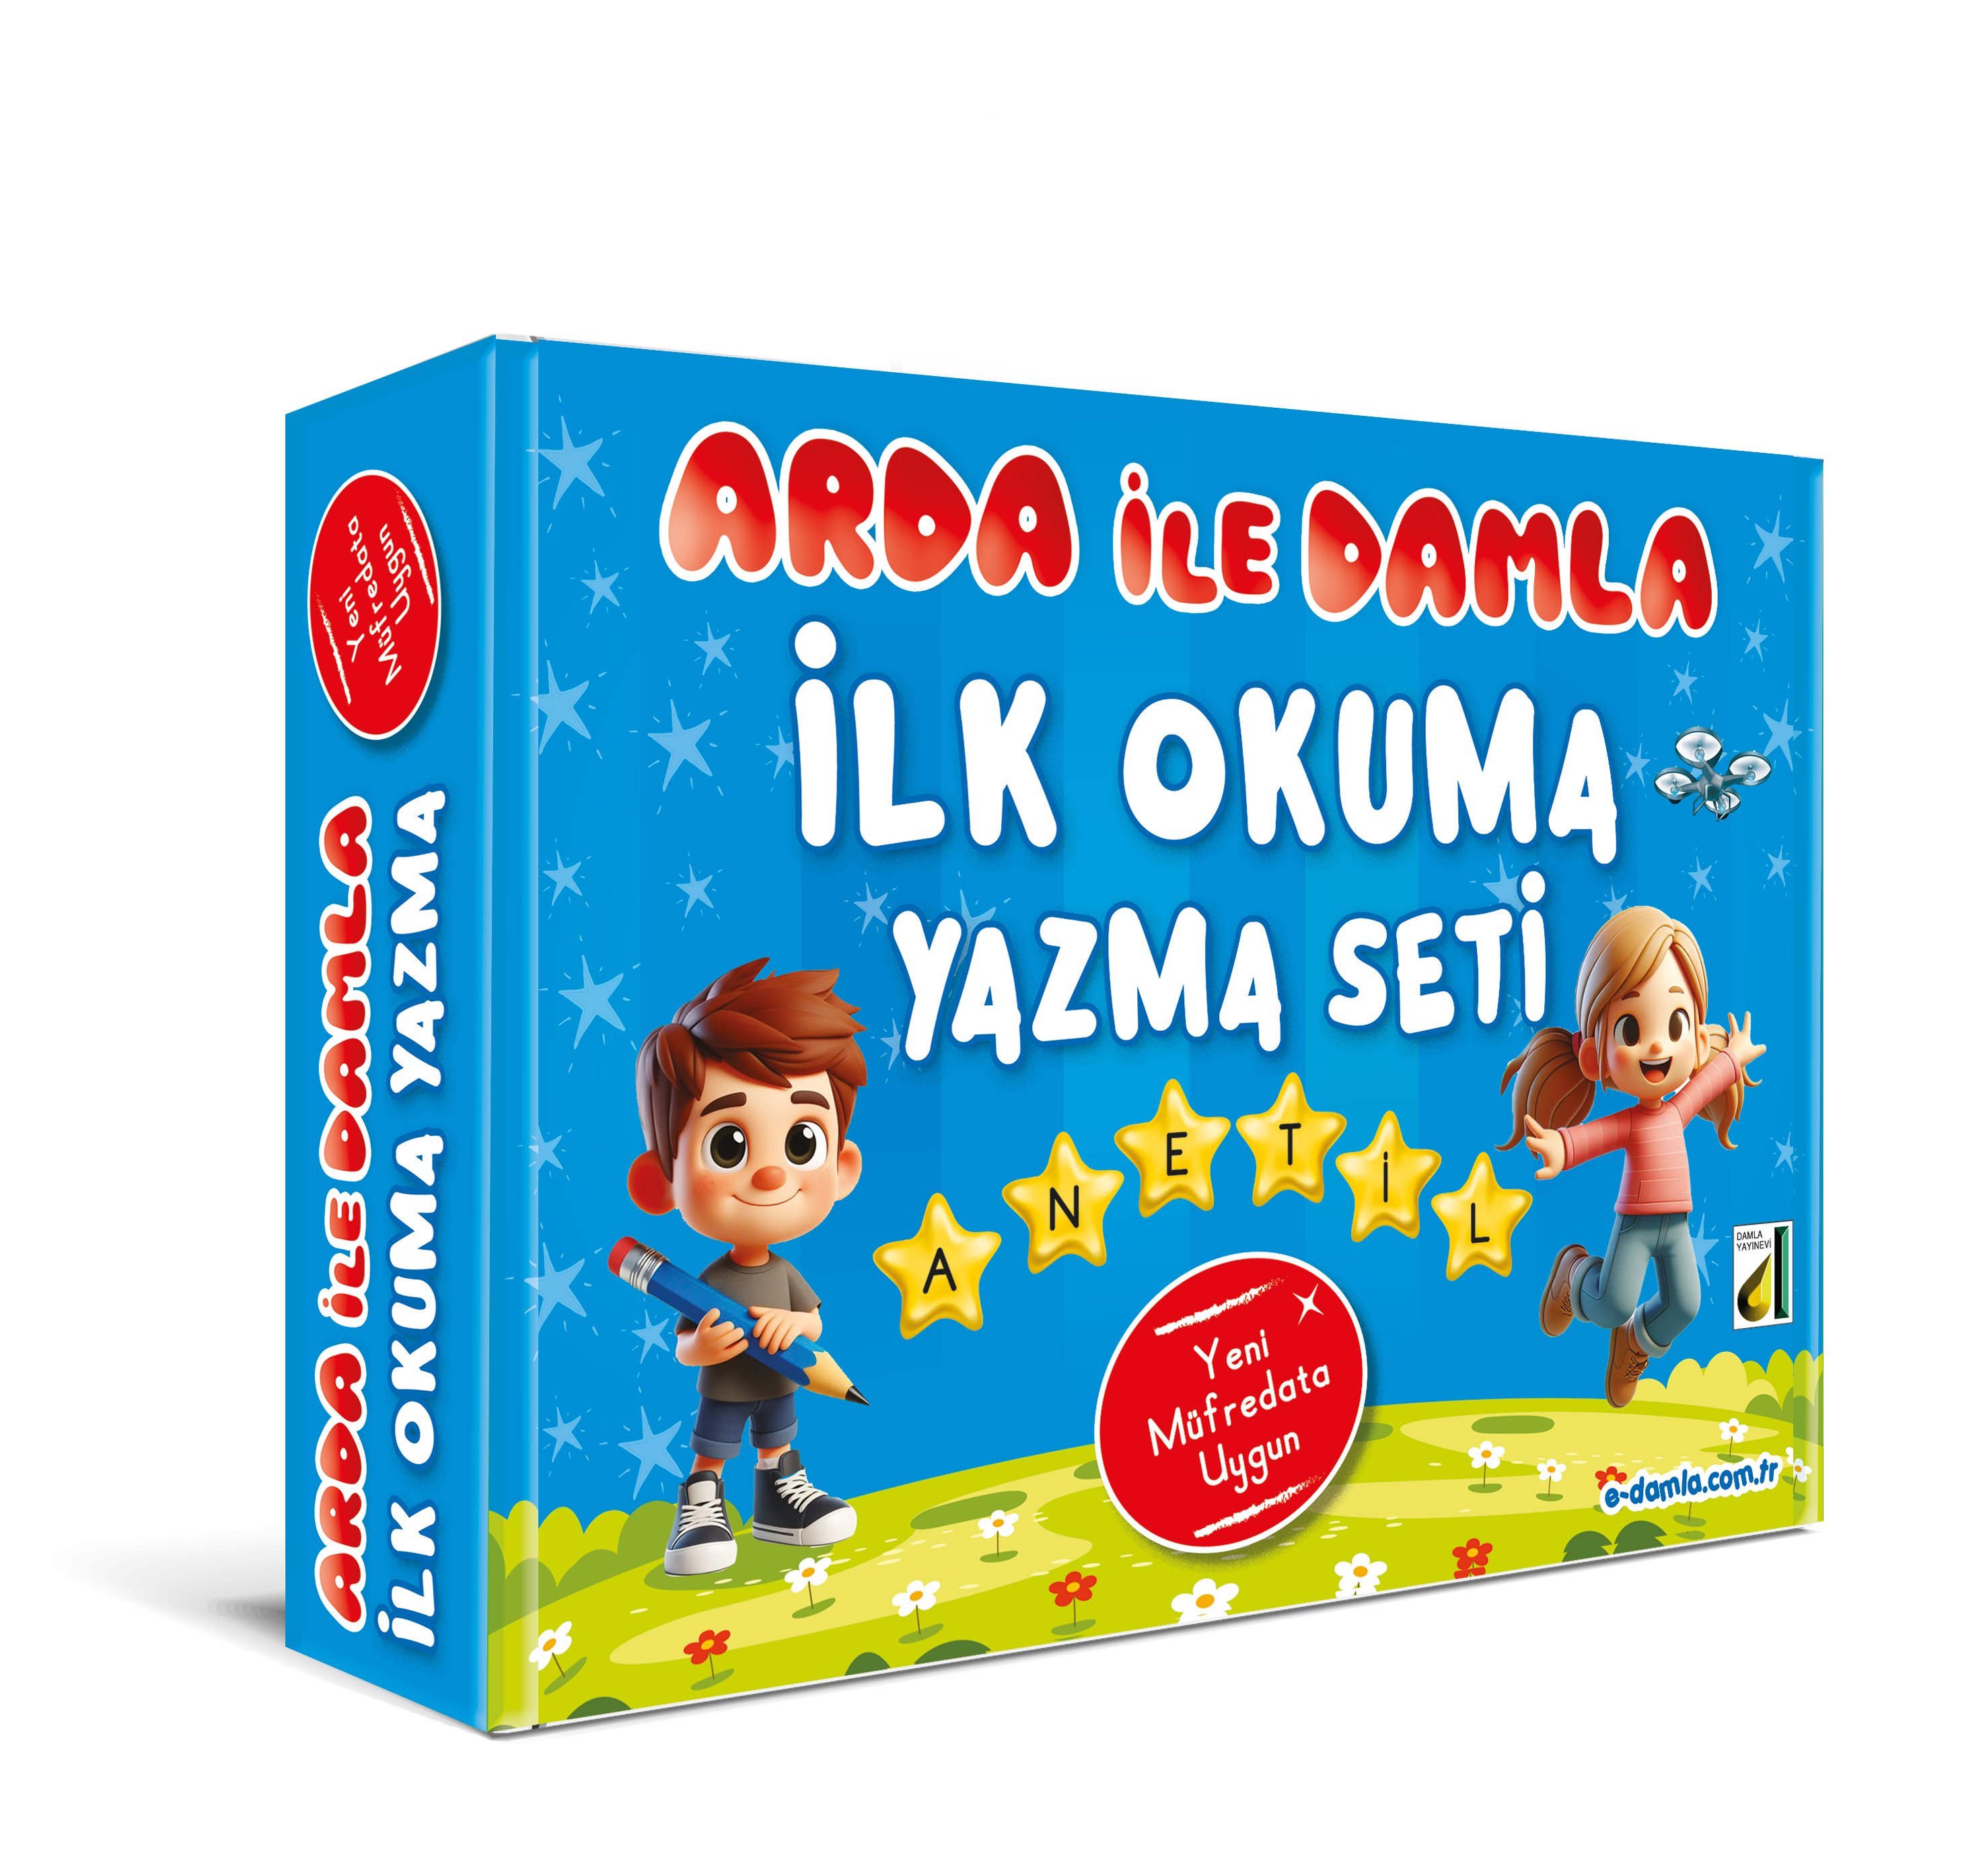 ARDA İLE DAMLA
İLK OKUMA
YAZMA SETİ
A N E T İ L
Yeni
Müfredata
Uygun
DAMLA
YAYINEVİ
e-damla.com.tr
Yeni
Müfredata
Uygun
ARDA İLE DAMLA
İLK OKUMA YAZMA